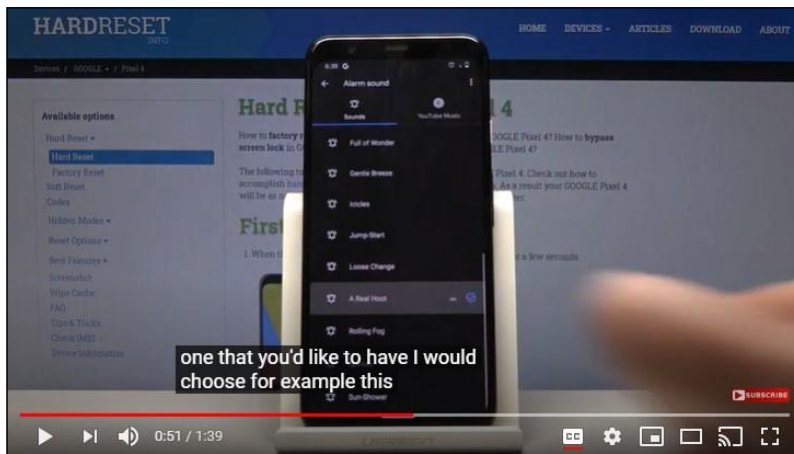 HARDRESET
INFO
HOME
DEVICES
ARTICLES
DOWNLOAD
ABOUT
Devices / GOOGLE / Pixel 4
Available options
Hard Reset
Hard Reset
Factory Reset
Soft Reset
Codes
Hidden Modes
Reset Options
Best Features
Screenshot
Wipe Cache
FAQ
Tips & Tricks
Check IMEI
Device Information
Hard R
4
How to factory
GOOGLE Pixel 4? How to bypass
screen lock in
Pixel 4?
The following
Pixel 4. Check out how to
accomplish
As a result your GOOGLE Pixel 4
will be as
First
1. When
for a few seconds.
6:39 G
Alarm sound
Sounds
YouTube Music
Full of Wonder
Gentle Breeze
Icicles
Jump-Start
Loose Change
A Real Hoot
Rolling Fog
Sun-Shower
one that you'd like to have I would
choose for example this
SUBSCRIBE
0:51 / 1:39
CC